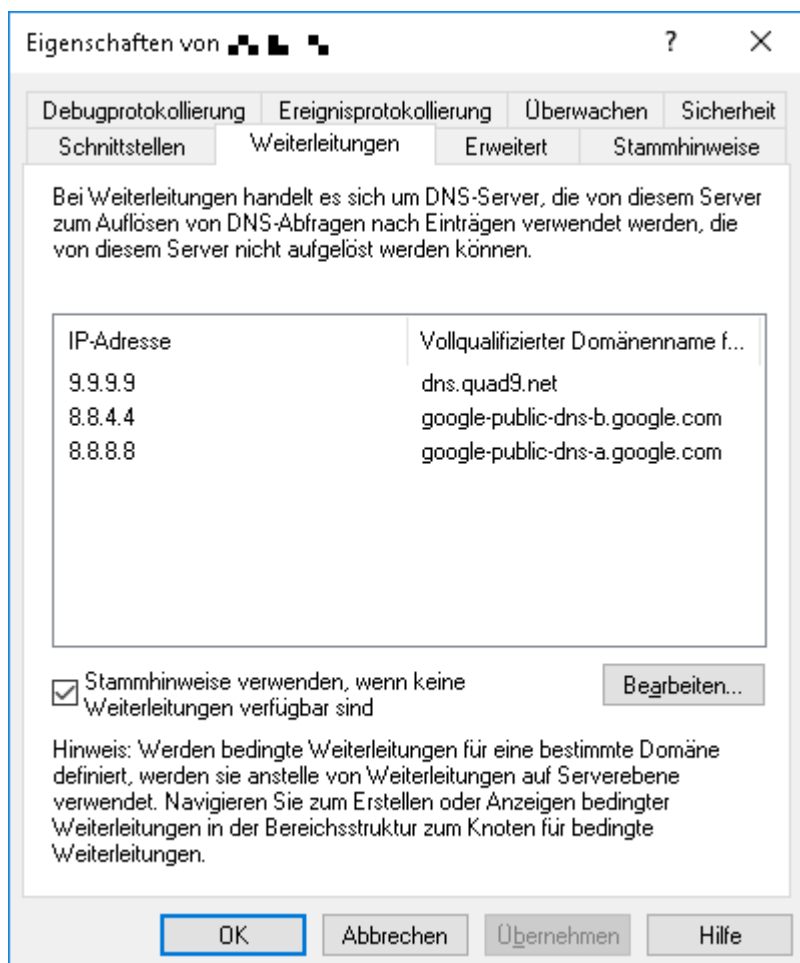 Eigenschaften von
Debugprotokollierung Ereignisprotokollierung Überwachen Sicherheit
Schnittstellen Weiterleitungen Erweitert Stammhinweise
Bei Weiterleitungen handelt es sich um DNS-Server, die von diesem Server
zum Auflösen von DNS-Abfragen nach Einträgen verwendet werden, die
von diesem Server nicht aufgelöst werden können.
IP-Adresse Vollqualifizierter Domänenname f...
9.9.9.9 dns.quad9.net
8.8.4.4 google-public-dns-b.google.com
8.8.8.8 google-public-dns-a.google.com
Stammhinweise verwenden, wenn keine
Weiterleitungen verfügbar sind
Bearbeiten...
Hinweis: Werden bedingte Weiterleitungen für eine bestimmte Domäne
definiert, werden sie anstelle von Weiterleitungen auf Serverebene
verwendet. Navigieren Sie zum Erstellen oder Anzeigen bedingter
Weiterleitungen in der Bereichsstruktur zum Knoten für bedingte
Weiterleitungen.
OK Abbrechen Übernehmen Hilfe